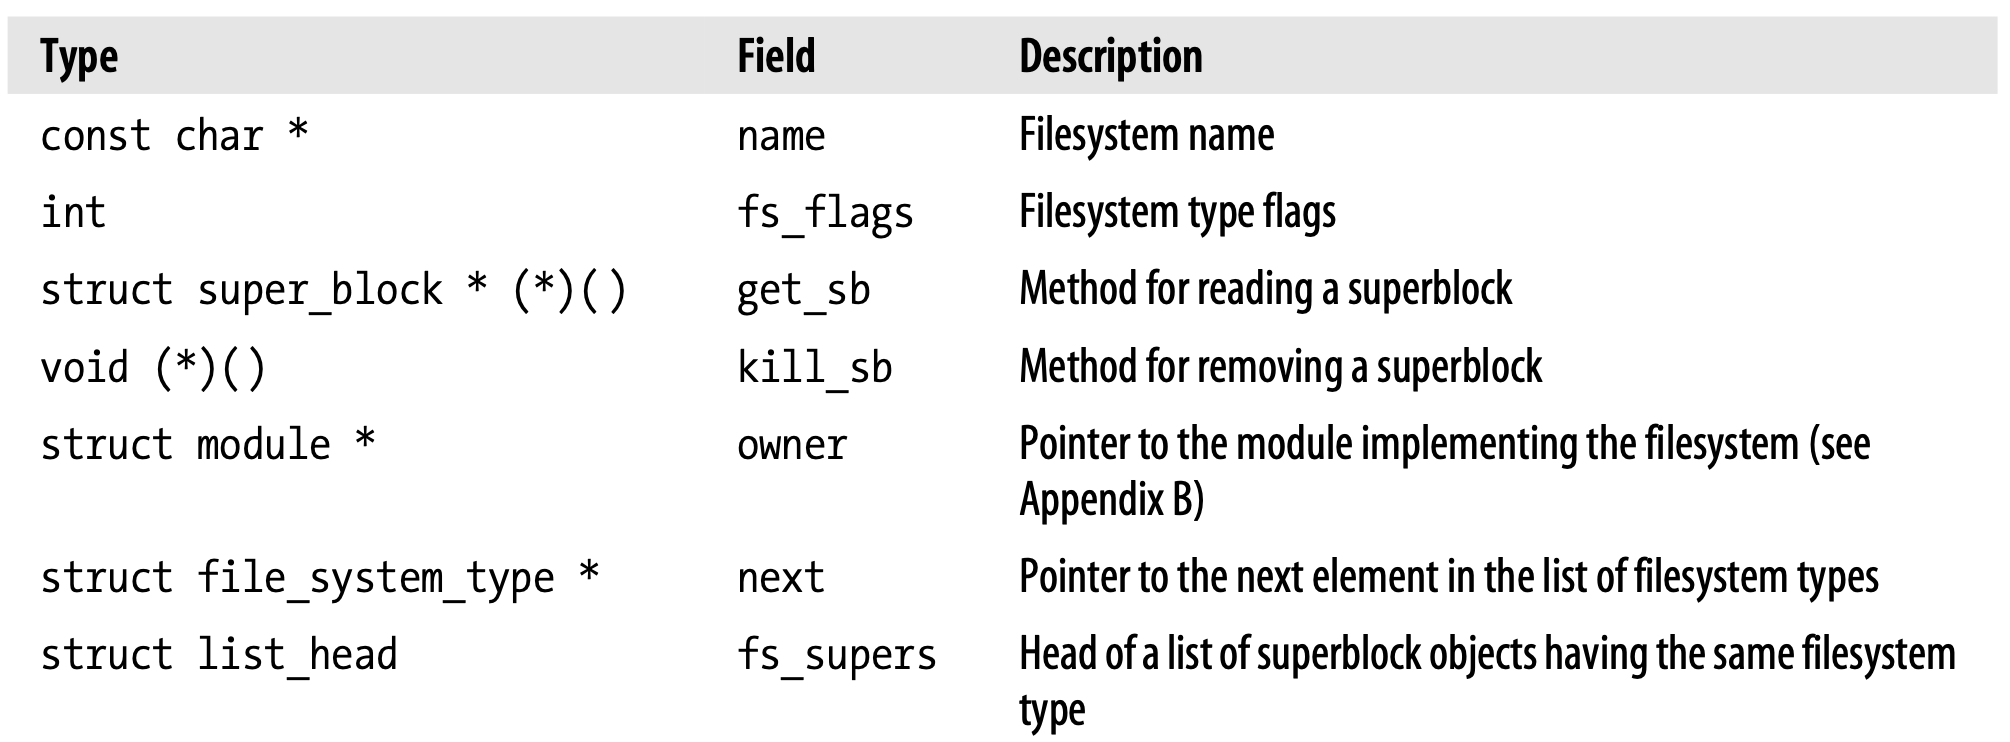 Type Field Description
const char * name Filesystem name
int fs_flags Filesystem type flags
struct super_block * (*)() get_sb Method for reading a superblock
void (*)() kill_sb Method for removing a superblock
struct module * owner Pointer to the module implementing the filesystem (see
Appendix B)
struct file_system_type * next Pointer to the next element in the list of filesystem types
struct list_head fs_supers Head of a list of superblock objects having the same filesystem
type